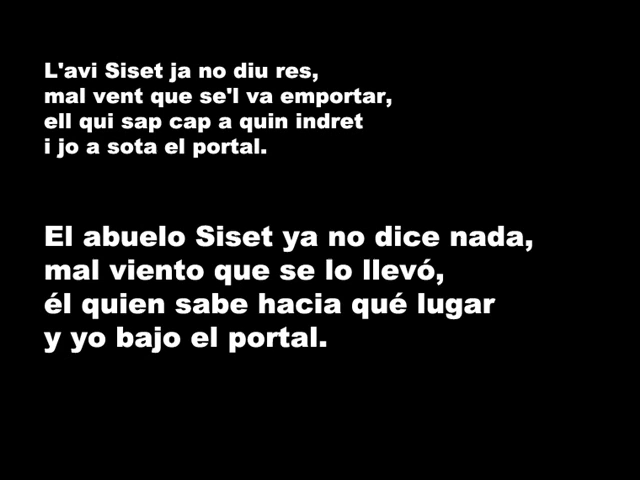 L'avi Siset ja no diu res,
mal vent que se'l va emportar,
ell qui sap cap a quin indret
i jo a sota el portal.
El abuelo Siset ya no dice nada,
mal viento que se lo llevó,
él quien sabe hacia qué lugar
y yo bajo el portal.